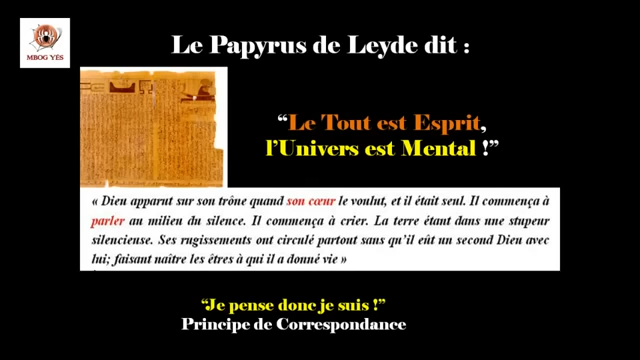 MBOG YÉS
Le Papyrus de Leyde dit :
“Le Tout est Esprit,
l’Univers est Mental !”
« Dieu apparut sur son trône quand son cœur le voulut, et il était seul. Il commença à
parler au milieu du silence. Il commença à crier. La terre étant dans une stupeur
silencieuse. Ses rugissements ont circulé partout sans qu’il eût un second Dieu avec
lui; faisant naître les êtres à qui il a donné vie »
“Je pense donc je suis !”
Principe de Correspondance